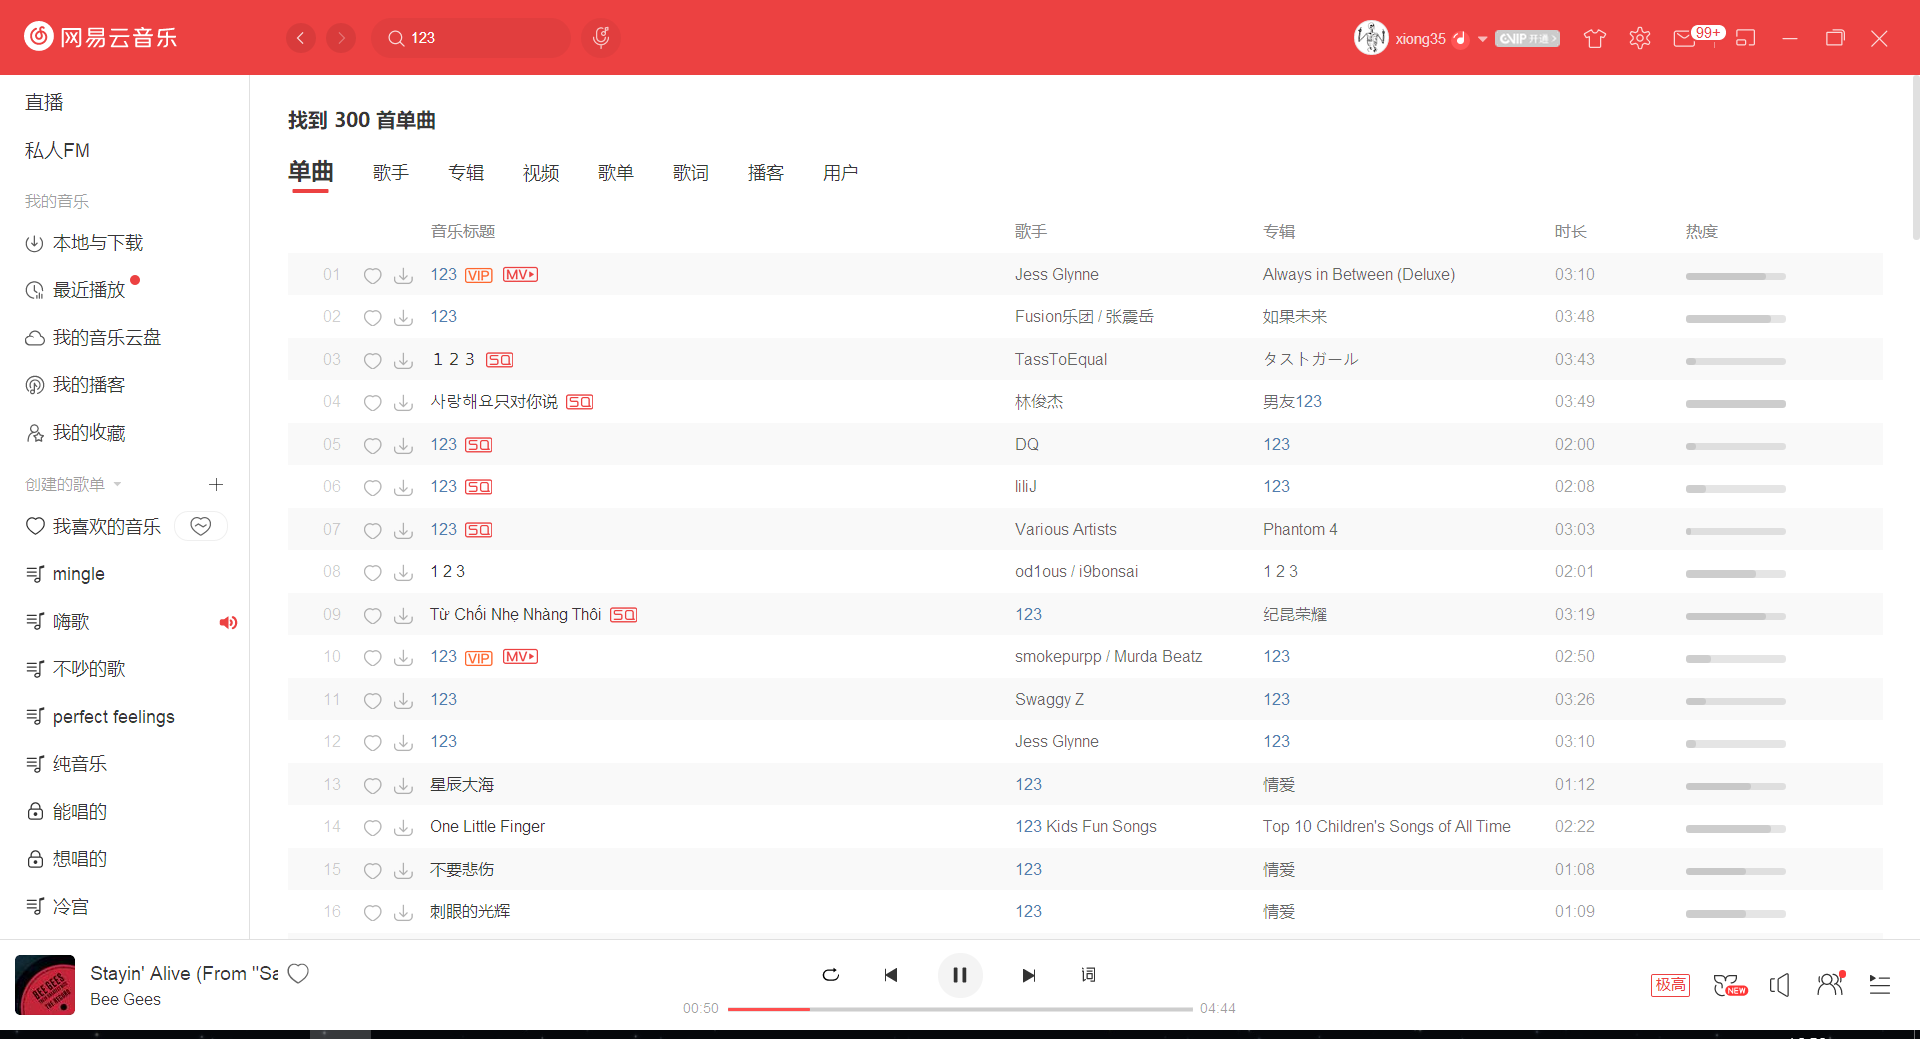 网易云音乐
123
xiong35
VIP 开通
99+
直播
私人FM
我的音乐
本地与下载
最近播放
我的音乐云盘
我的播客
我的收藏
创建的歌单
我喜欢的音乐
mingle
嗨歌
不吵的歌
perfect feelings
纯音乐
能唱的
想唱的
冷宫
找到 300 首单曲
单曲 歌手 专辑 视频 歌单 歌词 播客 用户
音乐标题 歌手 专辑 时长 热度
01 123 VIP MV Jess Glynne Always in Between (Deluxe) 03:10
02 123 Fusion乐团 / 张震岳 如果未来 03:48
03 １２３ SQ TassToEqual タストガール 03:43
04 사랑해요只对你说 SQ 林俊杰 男友123 03:49
05 123 SQ DQ 123 02:00
06 123 SQ liliJ 123 02:08
07 123 SQ Various Artists Phantom 4 03:03
08 1 2 3 od1ous / i9bonsai 1 2 3 02:01
09 Từ Chối Nhẹ Nhàng Thôi SQ 123 纪昆荣耀 03:19
10 123 VIP MV smokepurpp / Murda Beatz 123 02:50
11 123 Swaggy Z 123 03:26
12 123 Jess Glynne 123 03:10
13 星辰大海 123 情爱 01:12
14 One Little Finger 123 Kids Fun Songs Top 10 Children's Songs of All Time 02:22
15 不要悲伤 123 情爱 01:08
16 刺眼的光辉 123 情爱 01:09
BEE GEES
Stayin' Alive (From "Sa
Bee Gees
词
00:50 04:44
极高
NEW